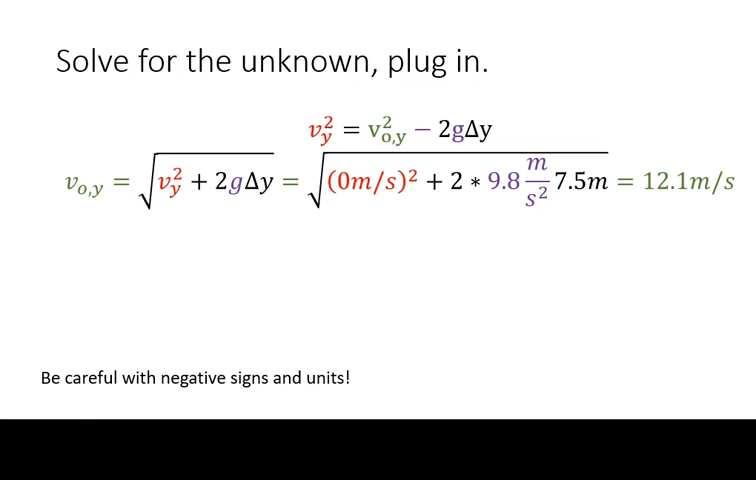 Solve for the unknown, plug in.
v_y^2 = v_{o,y}^2 − 2gΔy
v_{o,y} = √(v_y^2 + 2gΔy) = √((0m/s)^2 + 2 * 9.8 m/s^2 7.5m) = 12.1m/s
Be careful with negative signs and units!